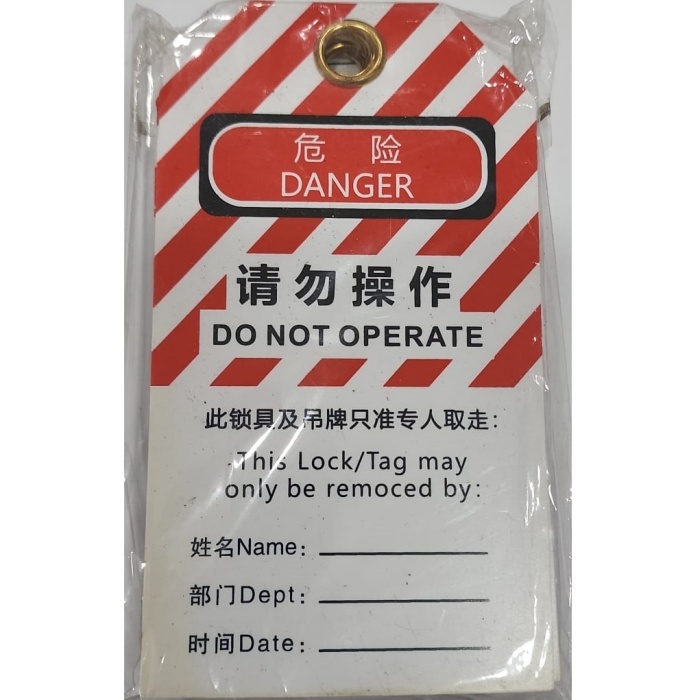 危 险
DANGER
请勿操作
DO NOT OPERATE
此锁具及吊牌只准专人取走:
This Lock/Tag may
only be remoced by:
姓名Name:
部门Dept:
时间Date: